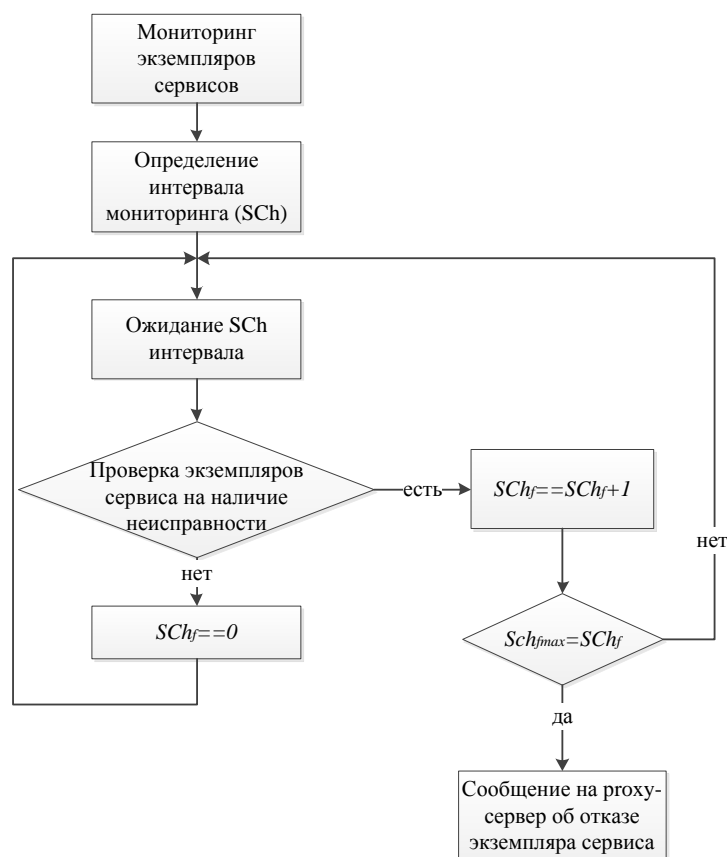 Мониторинг
экземпляров
сервисов
Определение
интервала
мониторинга (SCh)
Ожидание SCh
интервала
Проверка экземпляров
сервиса на наличие
неисправности
есть
SChf==SChf+1
нет
нет
SChf==0
Schfmax=SChf
да
Сообщение на proxy-
сервер об отказе
экземпляра сервиса